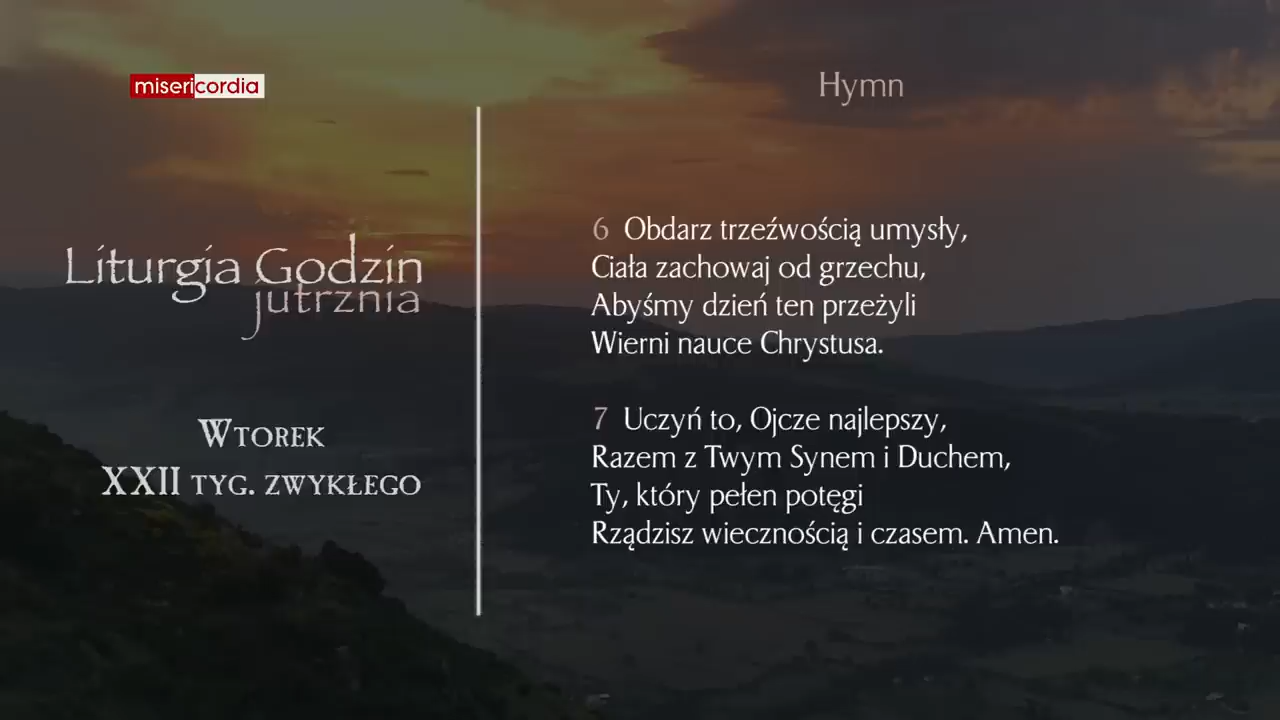 misericordia
Liturgia Godzin
jutrznia
Wtorek
XXII tyg. zwykłego
Hymn
6 Obdarz trzeźwością umysły,
Ciała zachowaj od grzechu,
Abyśmy dzień ten przeżyli
Wierni nauce Chrystusa.
7 Uczyń to, Ojcze najlepszy,
Razem z Twym Synem i Duchem,
Ty, który pełen potęgi
Rządzisz wiecznością i czasem. Amen.